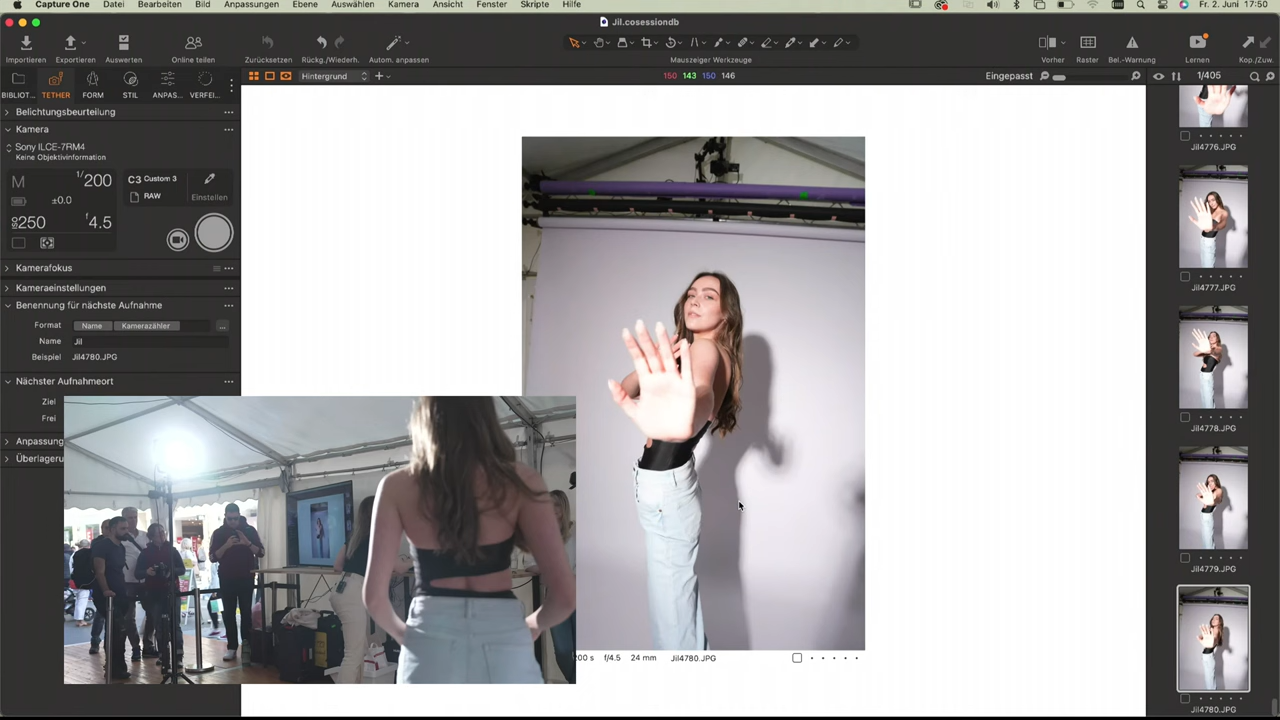 Capture One Datei Bearbeiten Bild Anpassungen Ebene Auswählen Kamera Ansicht Fenster Skripte Hilfe Fr. 2. Juni 17:50
Jil.cosessiondb
Importieren Exportieren Auswerten Online teilen Zurücksetzen Rückg./Wiederh. Autom. anpassen Mauszeiger Werkzeuge Vorher Raster Bel.-Warnung Lernen Kop./Zuw.
Hintergrund 150 143 150 146 Eingepasst 1/405
BIBLIOT... TETHER FORM STIL ANPAS... VERFEI...
Belichtungsbeurteilung
Kamera
Sony ILCE-7RM4
Keine Objektivinformation
M 1/200 C3 Custom 3
±0.0 RAW Einstellen
ISO 250 f4.5
Kamerafokus
Kameraeinstellungen
Benennung für nächste Aufnahme
Format Name Kamerazähler ...
Name Jil
Beispiel Jil4780.JPG
Nächster Aufnahmeort
Ziel
Frei
Anpassung
Überlageru
200 s f/4.5 24 mm Jil4780.JPG
Jil4776.JPG
Jil4777.JPG
Jil4778.JPG
Jil4779.JPG
Jil4780.JPG